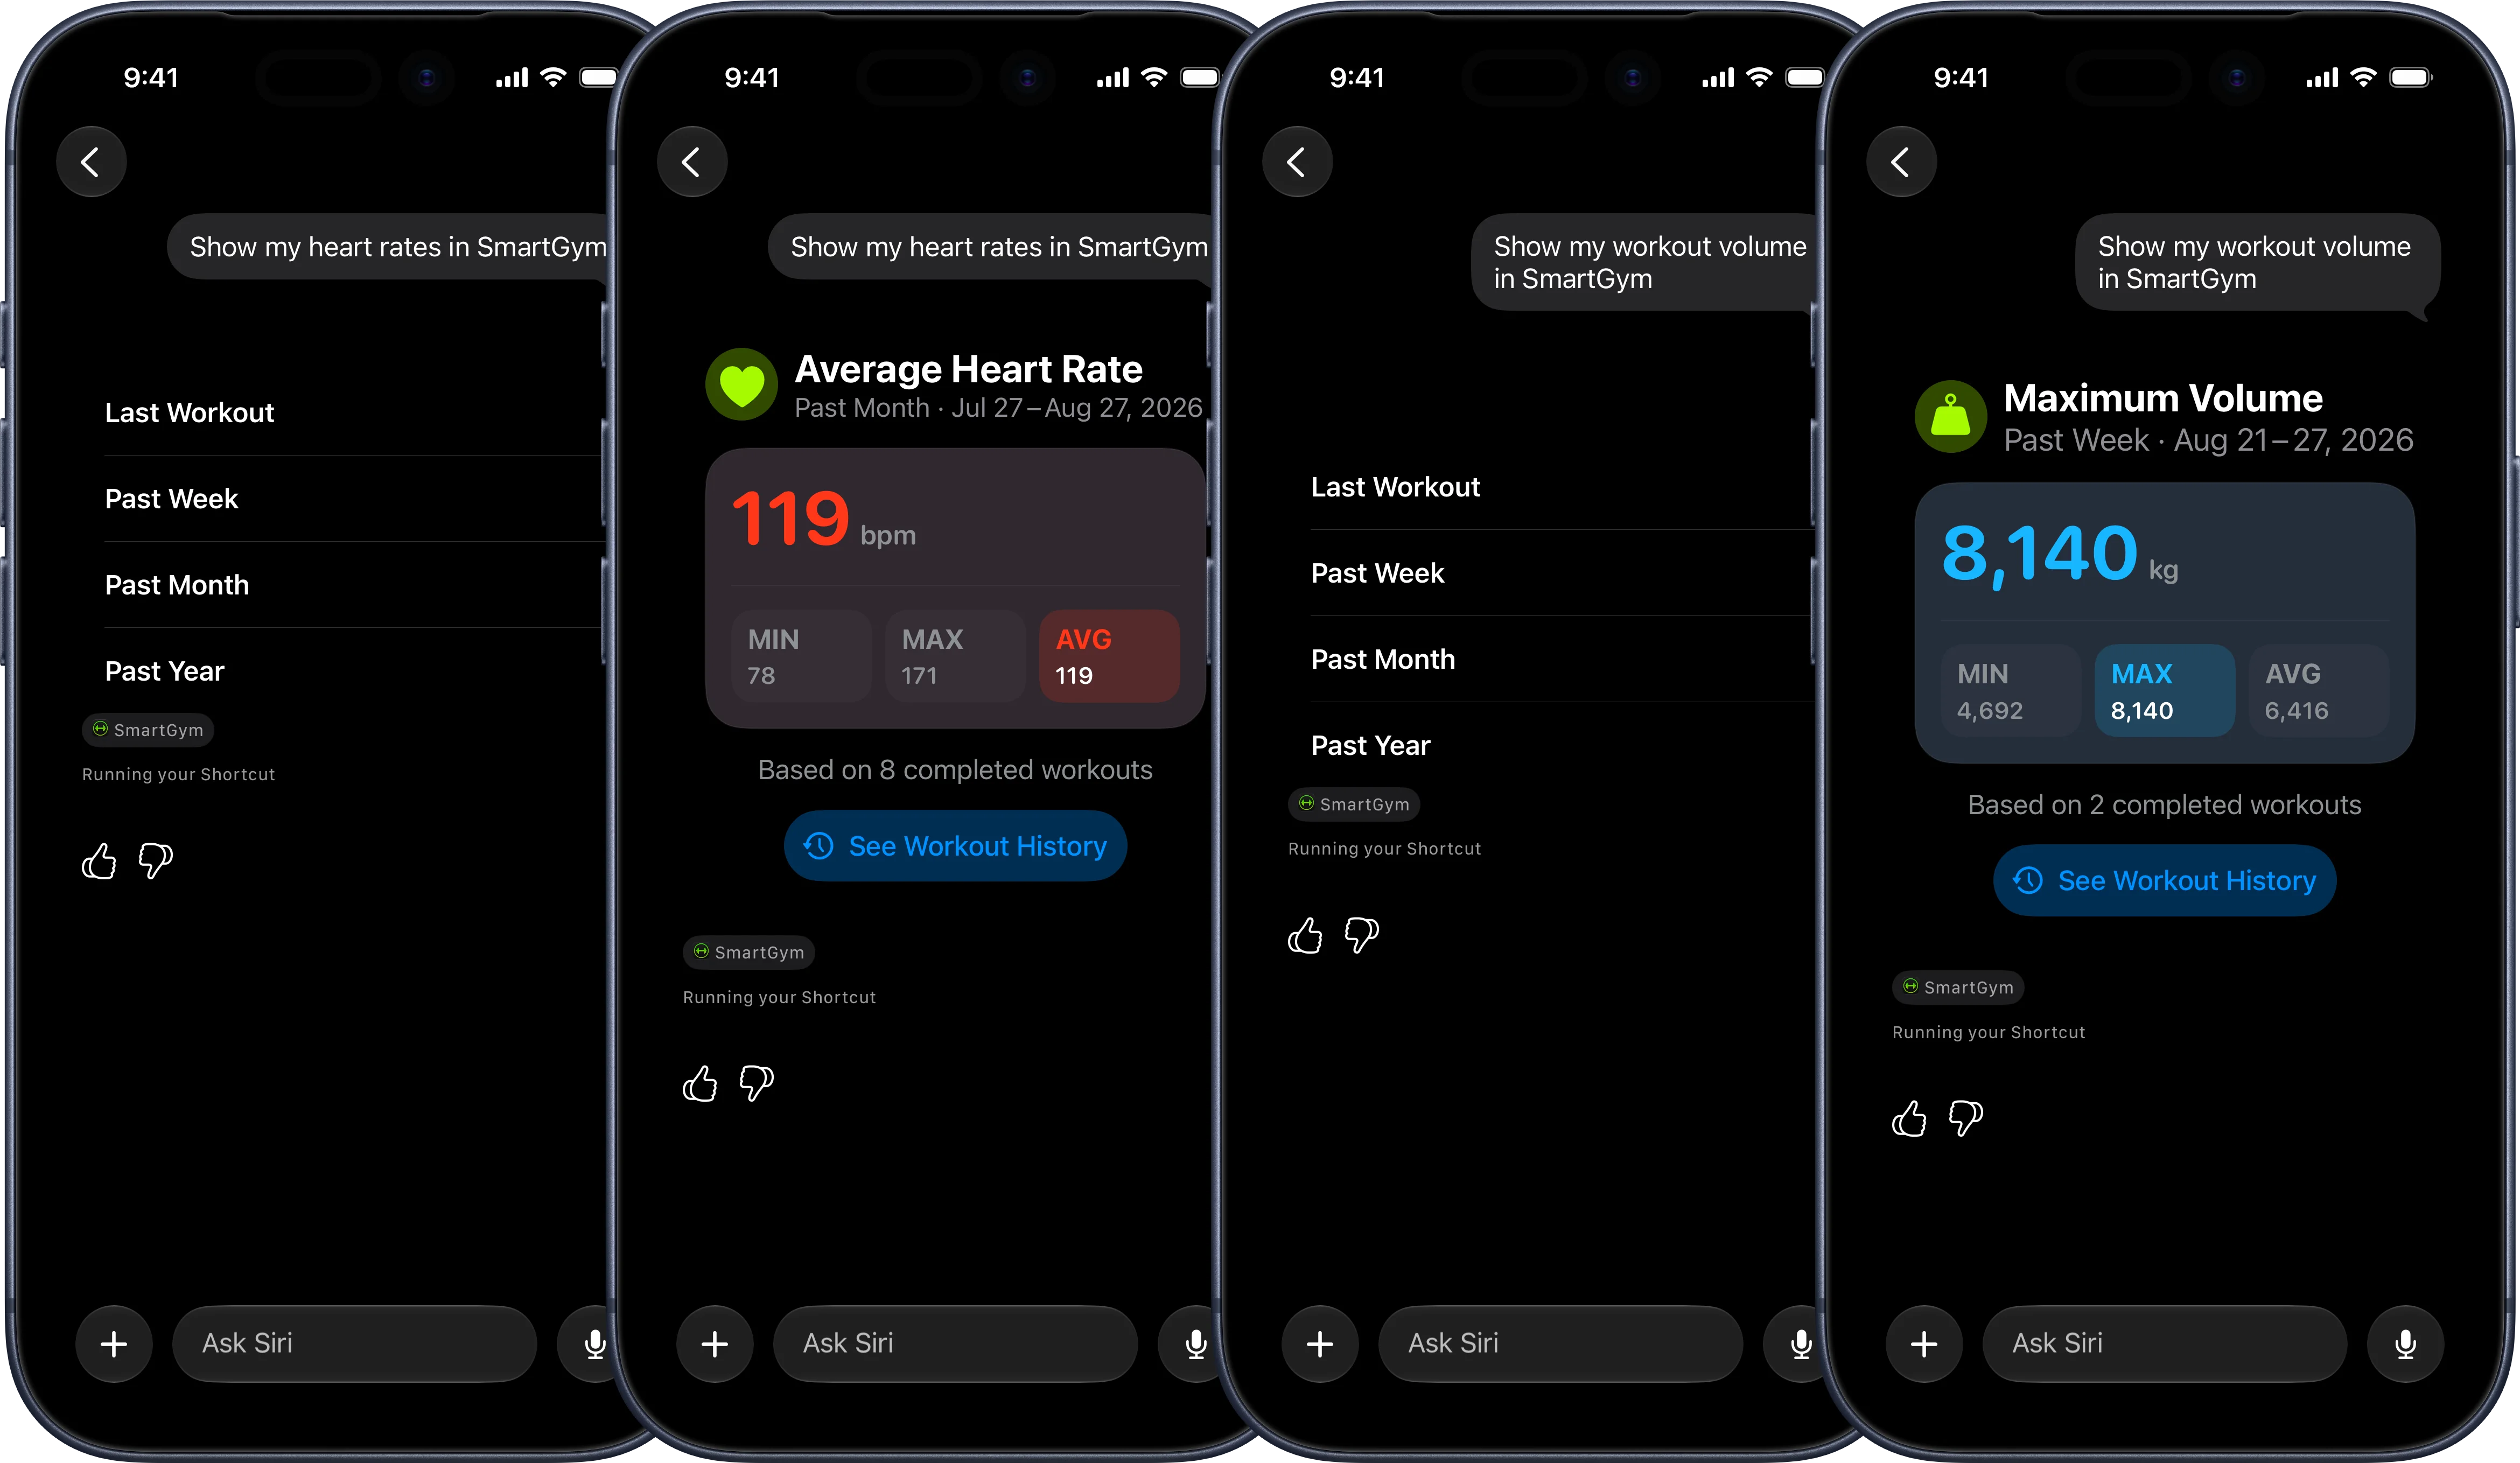 9:41
Show my heart rates in SmartGym
Last Workout
Past Week
Past Month
Past Year
SmartGym
Running your Shortcut
Ask Siri
9:41
Show my heart rates in SmartGym
Average Heart Rate
Past Month · Jul 27–Aug 27, 2026
119 bpm
MIN MAX AVG
78 171 119
Based on 8 completed workouts
See Workout History
SmartGym
Running your Shortcut
Ask Siri
9:41
Show my workout volume
in SmartGym
Last Workout
Past Week
Past Month
Past Year
SmartGym
Running your Shortcut
Ask Siri
9:41
Show my workout volume
in SmartGym
Maximum Volume
Past Week · Aug 21–27, 2026
8,140 kg
MIN MAX AVG
4,692 8,140 6,416
Based on 2 completed workouts
See Workout History
SmartGym
Running your Shortcut
Ask Siri